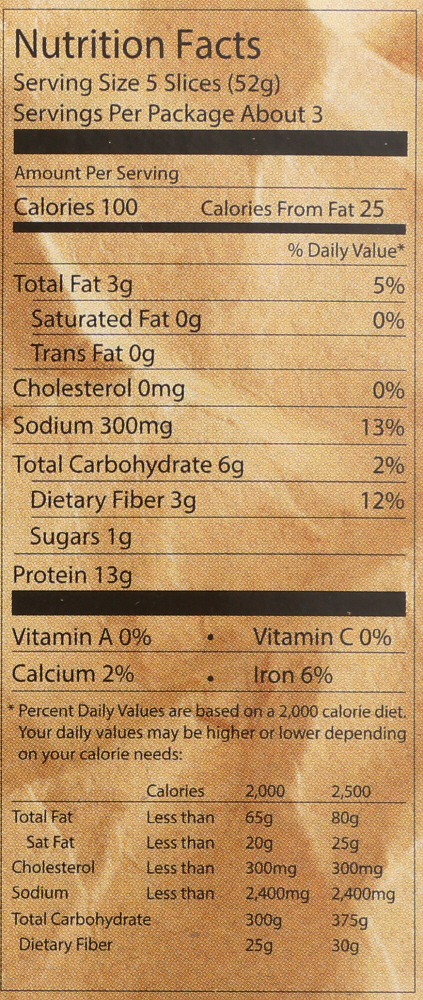 Nutrition Facts
Serving Size 5 Slices (52g)
Servings Per Package About 3
Amount Per Serving
Calories 100 Calories From Fat 25
% Daily Value*
Total Fat 3g 5%
Saturated Fat 0g 0%
Trans Fat 0g
Cholesterol 0mg 0%
Sodium 300mg 13%
Total Carbohydrate 6g 2%
Dietary Fiber 3g 12%
Sugars 1g
Protein 13g
Vitamin A 0% • Vitamin C 0%
Calcium 2% • Iron 6%
* Percent Daily Values are based on a 2,000 calorie diet.
Your daily values may be higher or lower depending
on your calorie needs:
Calories 2,000 2,500
Total Fat Less than 65g 80g
Sat Fat Less than 20g 25g
Cholesterol Less than 300mg 300mg
Sodium Less than 2,400mg 2,400mg
Total Carbohydrate 300g 375g
Dietary Fiber 25g 30g